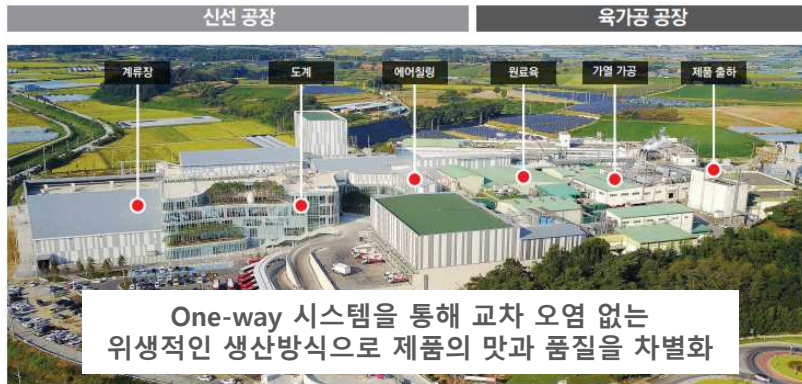 신선 공장
육가공 공장
계류장
도계
에어칠링
원료육
가열 가공
제품 출하
One-way 시스템을 통해 교차 오염 없는
위생적인 생산방식으로 제품의 맛과 품질을 차별화